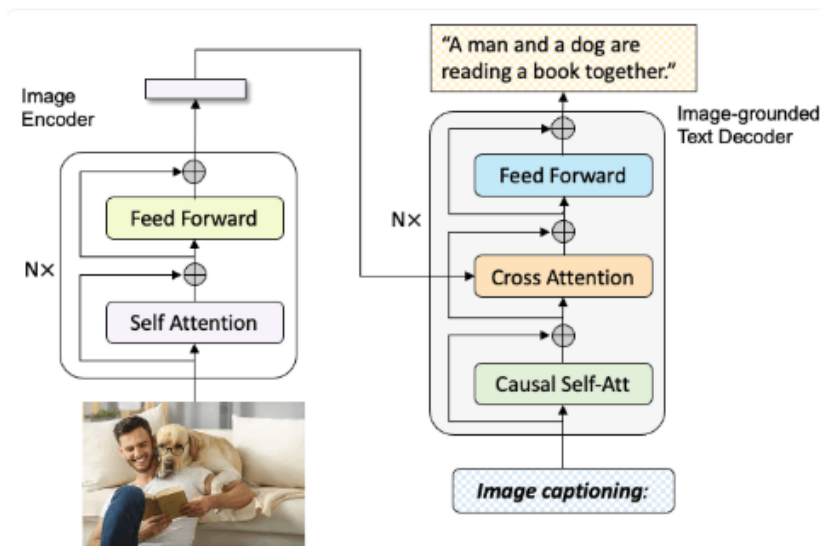 Image
Encoder
N×
Feed Forward
Self Attention
“A man and a dog are
reading a book together.”
Image-grounded
Text Decoder
N×
Feed Forward
Cross Attention
Causal Self-Att
Image captioning: